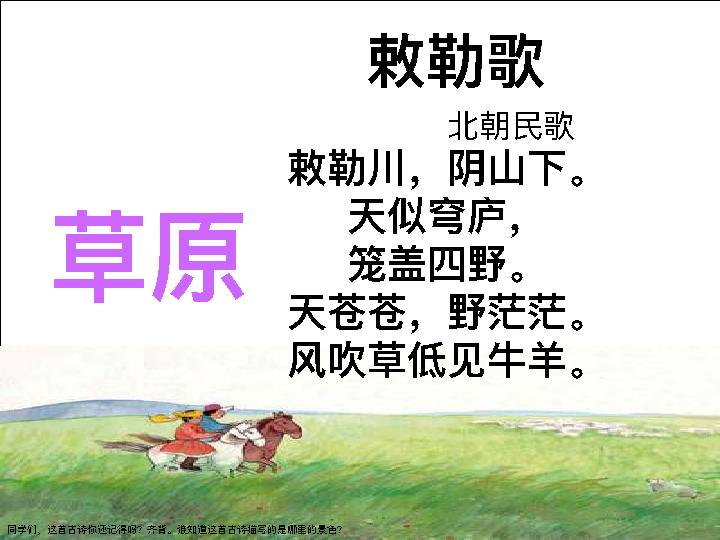 敕勒歌
北朝民歌
敕勒川，阴山下。
天似穹庐，
笼盖四野。
天苍苍，野茫茫。
风吹草低见牛羊。
草原
同学们，这首古诗你还记得吗？齐背。谁知道这首古诗描写的是哪里的景色？